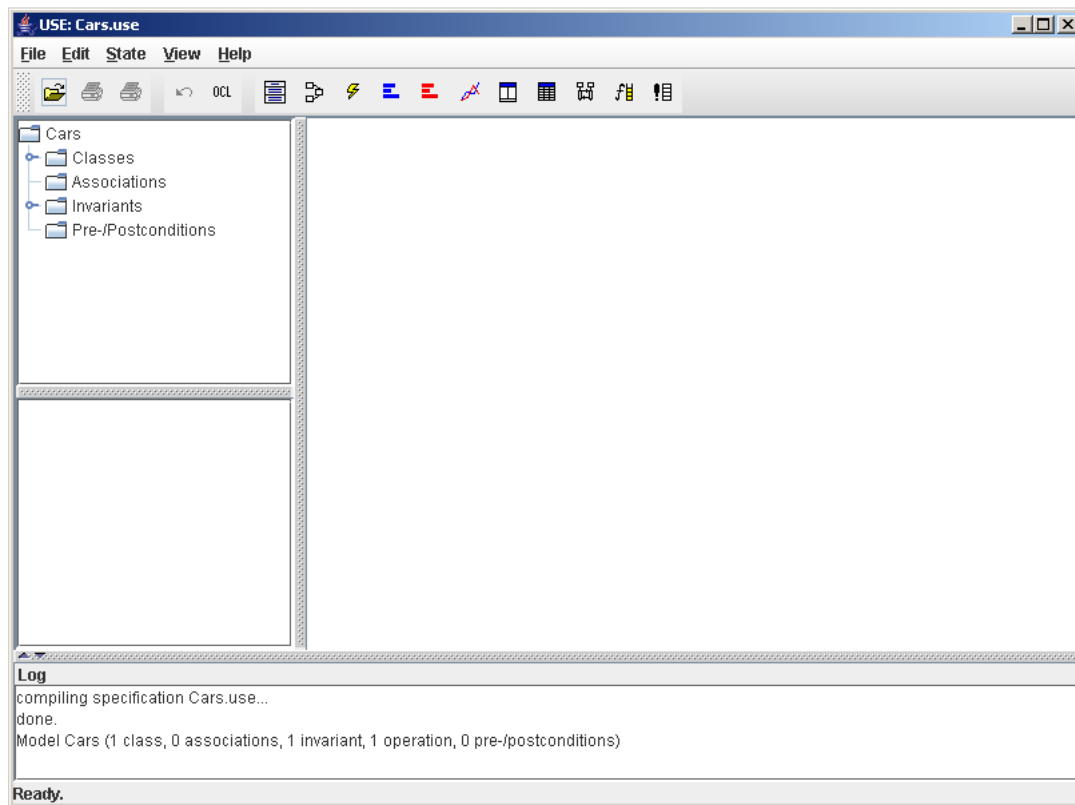 USE: Cars.use
File Edit State View Help
OCL
Cars
Classes
Associations
Invariants
Pre-/Postconditions
Log
compiling specification Cars.use...
done.
Model Cars (1 class, 0 associations, 1 invariant, 1 operation, 0 pre-/postconditions)
Ready.